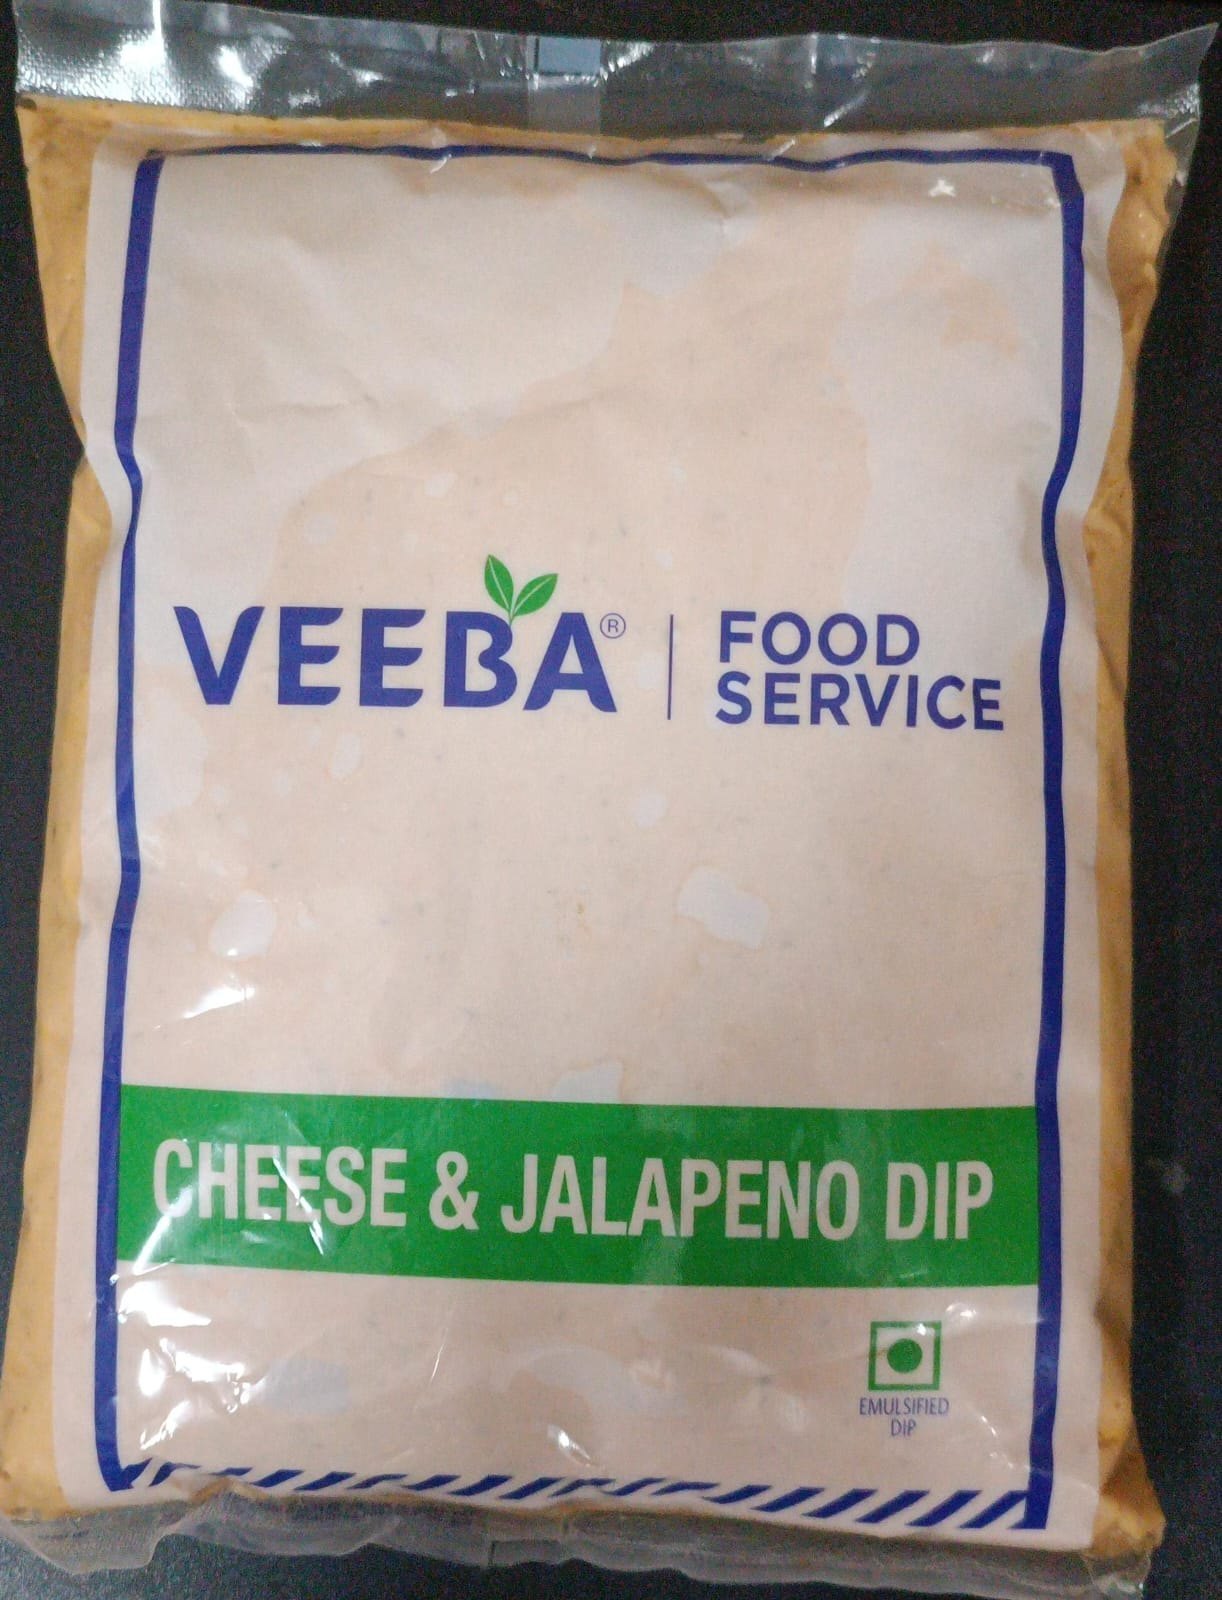 VEEBA® | FOOD
SERVICE
CHEESE & JALAPENO DIP
EMULSIFIED
DIP